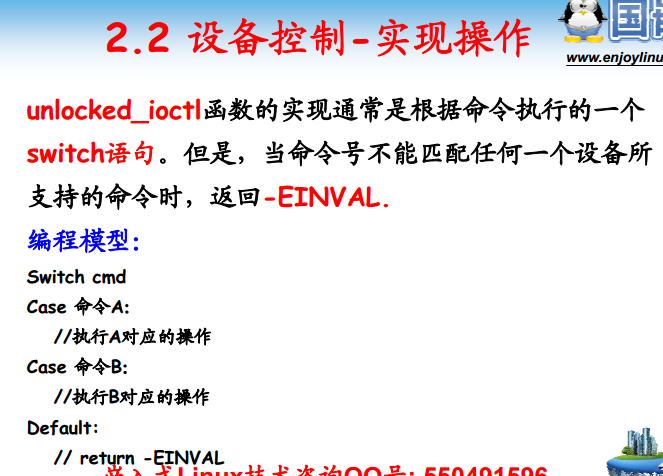 2.2 设备控制-实现操作
www.enjoylinu
unlocked_ioctl函数的实现通常是根据命令执行的一个
switch语句。但是，当命令号不能匹配任何一个设备所
支持的命令时，返回-EINVAL.
编程模型:
Switch cmd
Case 命令A:
//执行A对应的操作
Case 命令B:
//执行B对应的操作
Default:
// return -EINVAL
嵌入式Linux技术咨询QQ号: 550491596